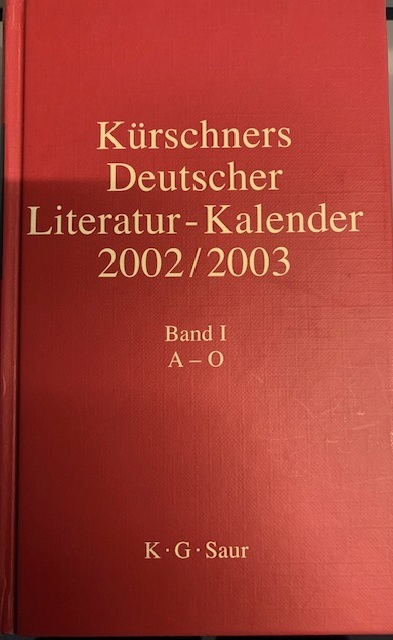 Kürschners
Deutscher
Literatur-Kalender
2002/2003
Band I
A – O
K · G · Saur